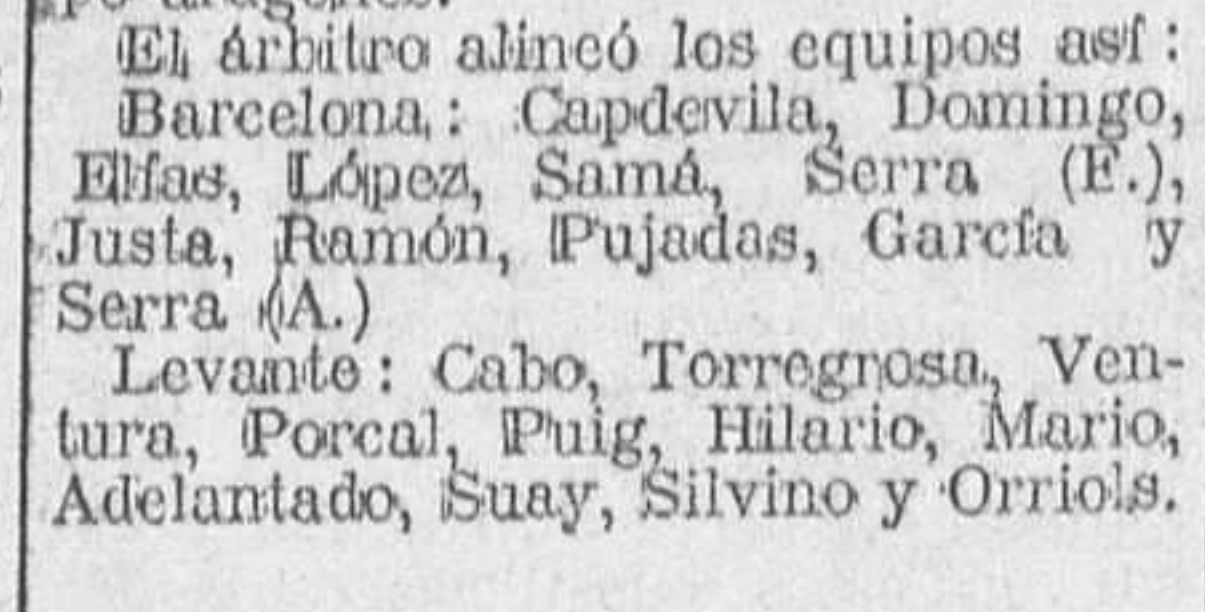 El árbitro alineó los equipos así:
Barcelona: Capdevila, Domingo,
Elías, López, Samá, Serra (E.),
Justa, Ramón, Pujadas, García y
Serra (A.)
Levante: Cabo, Torregrosa, Ven-
tura, Porcal, Puig, Hilario, Mario,
Adelantado, Suay, Silvino y Orriols.